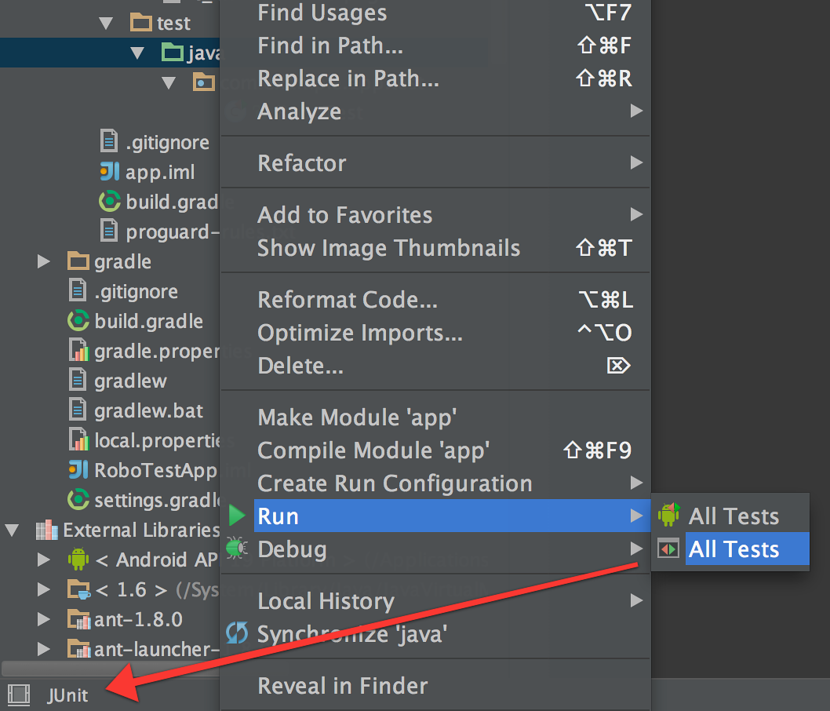 test
java
.gitignore
app.iml
build.gradle
proguard-
gradle
.gitignore
build.gradle
gradle.proper
gradlew
gradlew.bat
local.propertie
RoboTestApp.iml
settings.gradle
External Libraries
< Android AP
< 1.6 > (/Sys
ant-1.8.0
ant-launcher-
JUnit
Find Usages ⌥F7
Find in Path... ⇧⌘F
Replace in Path... ⇧⌘R
Analyze
Refactor
Add to Favorites
Show Image Thumbnails ⇧⌘T
Reformat Code... ⌥⌘L
Optimize Imports... ^⌥O
Delete... ⌦
Make Module 'app'
Compile Module 'app' ⇧⌘F9
Create Run Configuration
Run
Debug
Local History
Synchronize 'java'
Reveal in Finder
All Tests
All Tests